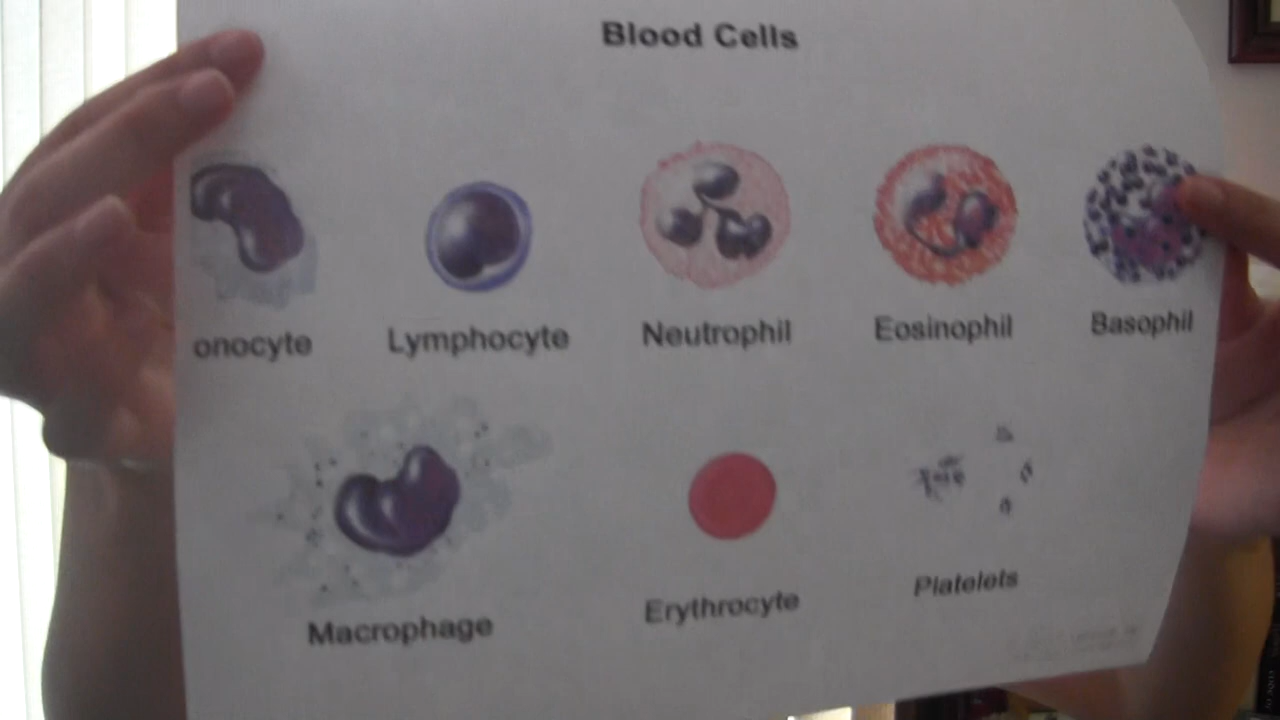 Blood Cells
onocyte Lymphocyte Neutrophil Eosinophil Basophil
Macrophage Erythrocyte Platelets